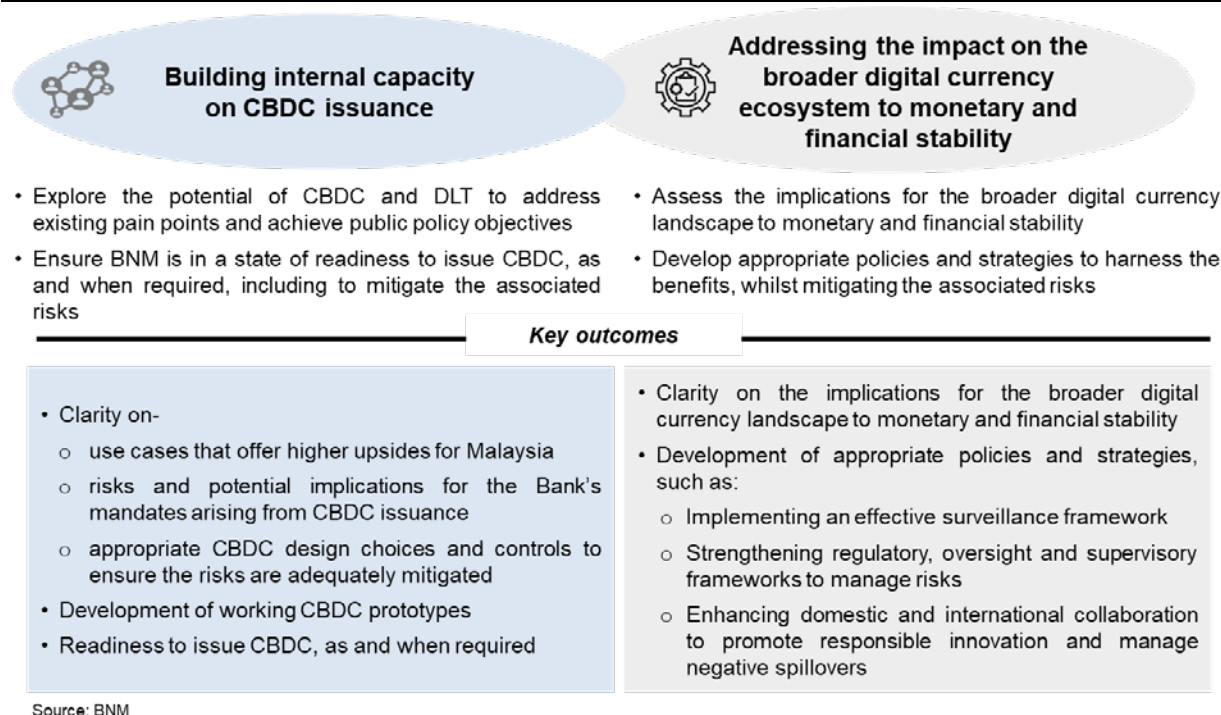 Building internal capacity
on CBDC issuance
Addressing the impact on the
broader digital currency
ecosystem to monetary and
financial stability
• Explore the potential of CBDC and DLT to address
existing pain points and achieve public policy objectives
• Ensure BNM is in a state of readiness to issue CBDC, as
and when required, including to mitigate the associated
risks
• Assess the implications for the broader digital currency
landscape to monetary and financial stability
• Develop appropriate policies and strategies to harness the
benefits, whilst mitigating the associated risks
Key outcomes
• Clarity on-
o use cases that offer higher upsides for Malaysia
o risks and potential implications for the Bank's
mandates arising from CBDC issuance
o appropriate CBDC design choices and controls to
ensure the risks are adequately mitigated
• Development of working CBDC prototypes
• Readiness to issue CBDC, as and when required
• Clarity on the implications for the broader digital
currency landscape to monetary and financial stability
• Development of appropriate policies and strategies,
such as:
o Implementing an effective surveillance framework
o Strengthening regulatory, oversight and supervisory
frameworks to manage risks
o Enhancing domestic and international collaboration
to promote responsible innovation and manage
negative spillovers
Source: BNM